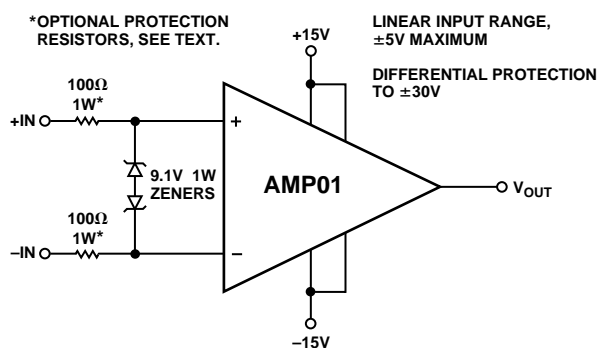 *OPTIONAL PROTECTION
RESISTORS, SEE TEXT.
LINEAR INPUT RANGE,
±5V MAXIMUM
DIFFERENTIAL PROTECTION
TO ±30V
+15V
100Ω
1W*
+IN
+
9.1V 1W
ZENERS
AMP01
VOUT
100Ω
1W*
–IN
–
–15V